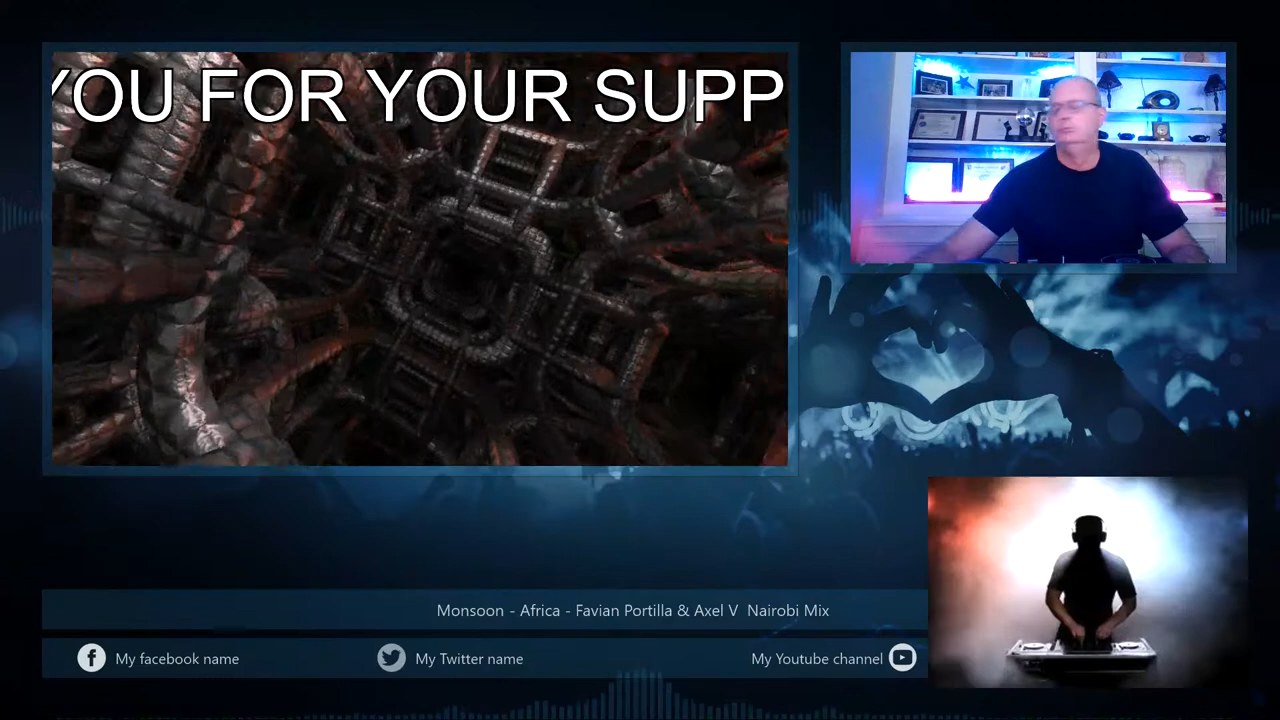 YOU FOR YOUR SUPP
Monsoon - Africa - Favian Portilla & Axel V  Nairobi Mix
My facebook name
My Twitter name
My Youtube channel